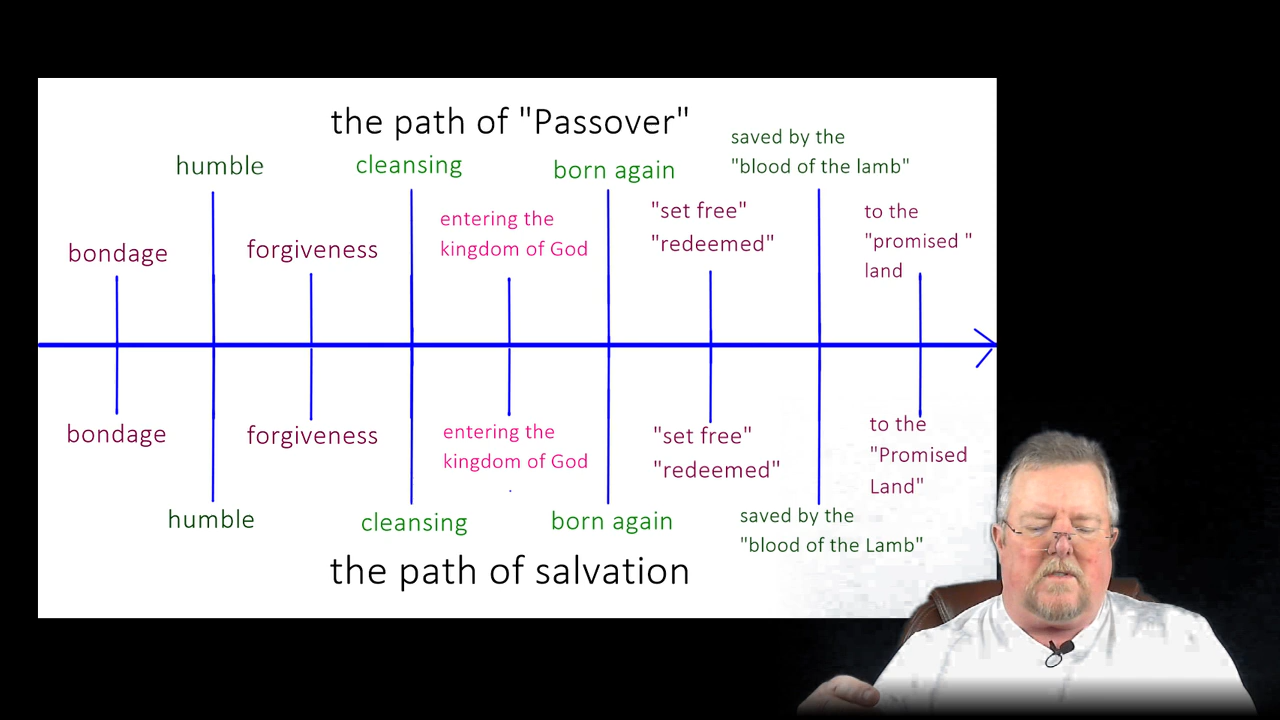 the path of "Passover"
saved by the
"blood of the lamb"
humble
cleansing
born again
"set free"
"redeemed"
to the
"promised "
land
entering the
kingdom of God
bondage
forgiveness
bondage
forgiveness
entering the
kingdom of God
"set free"
"redeemed"
to the
"Promised
Land"
humble
cleansing
born again
saved by the
"blood of the Lamb"
the path of salvation